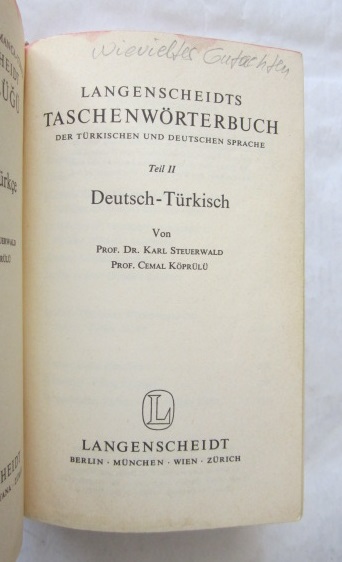 wievieltes Gutachten
LANGENSCHEIDTS
TASCHENWÖRTERBUCH
DER TÜRKISCHEN UND DEUTSCHEN SPRACHE
Teil II
Deutsch-Türkisch
Von
PROF. DR. KARL STEUERWALD
PROF. CEMAL KÖPRÜLÜ
L
LANGENSCHEIDT
BERLIN · MÜNCHEN · WIEN · ZÜRICH